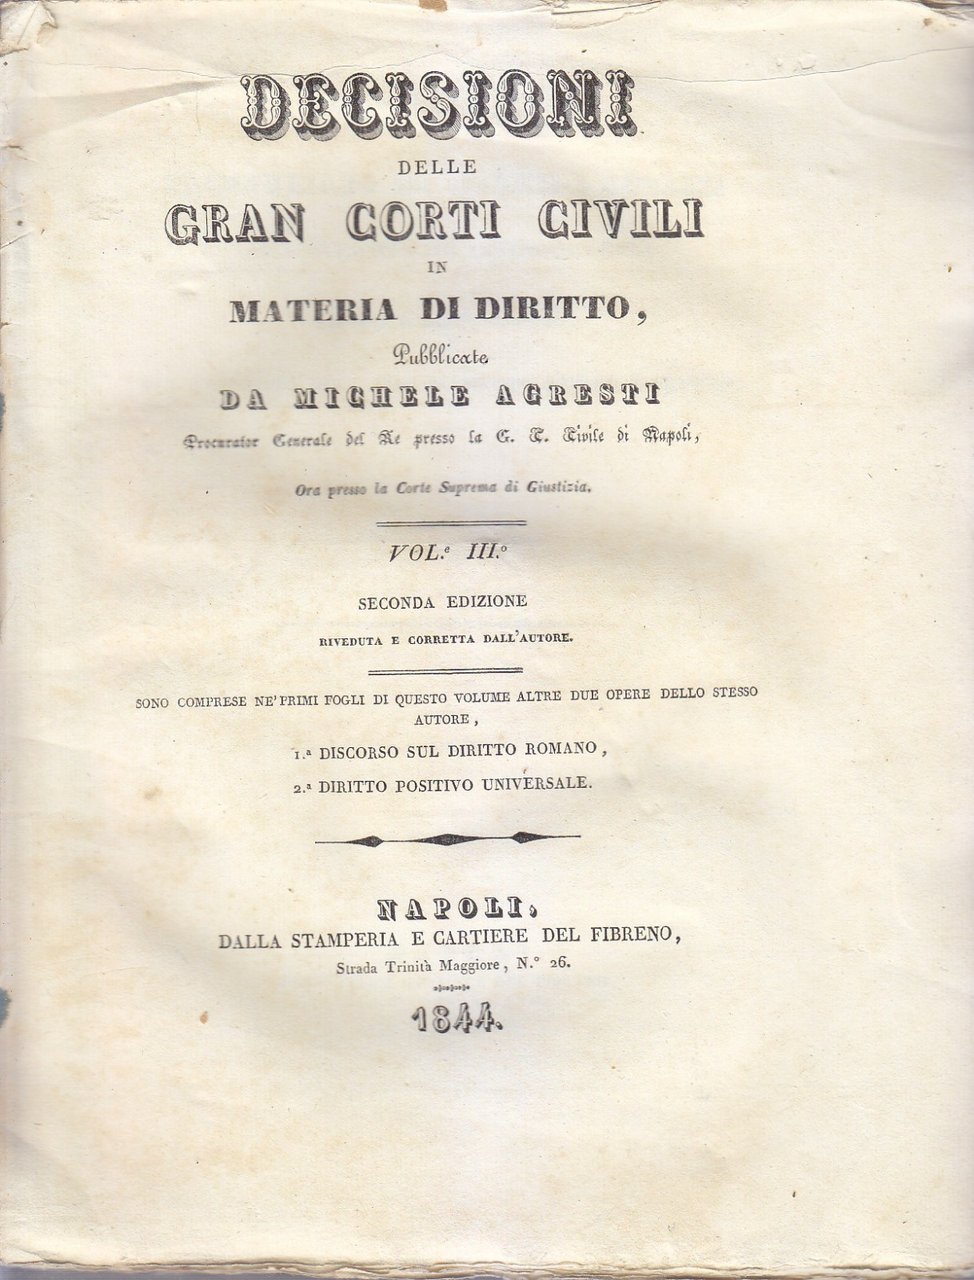 DECISIONI
DELLE
GRAN CORTI CIVILI
IN
MATERIA DI DIRITTO,
Pubblicate
DA MICHELE AGRESTI
Procurator Generale del Re presso la G. C. Civile di Napoli,
Ora presso la Corte Suprema di Giustizia.
VOL.e III.o
SECONDA EDIZIONE
RIVEDUTA E CORRETTA DALL'AUTORE.
SONO COMPRESE NE'PRIMI FOGLI DI QUESTO VOLUME ALTRE DUE OPERE DELLO STESSO
AUTORE,
1.a DISCORSO SUL DIRITTO ROMANO,
2.a DIRITTO POSITIVO UNIVERSALE.
NAPOLI,
DALLA STAMPERIA E CARTIERE DEL FIBRENO,
Strada Trinità Maggiore, N.° 26.
1844.